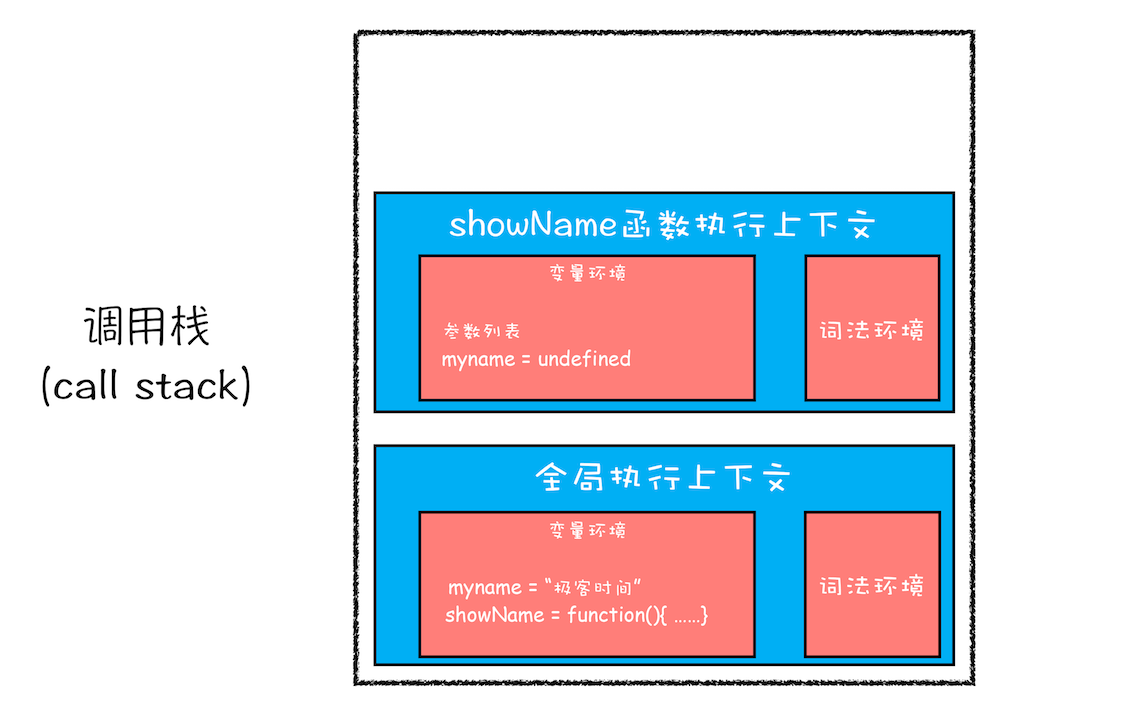 调用栈
(call stack)
showName函数执行上下文
变量环境
参数列表
myname = undefined
词法环境
全局执行上下文
变量环境
myname = “极客时间”
showName = function(){ ……}
词法环境